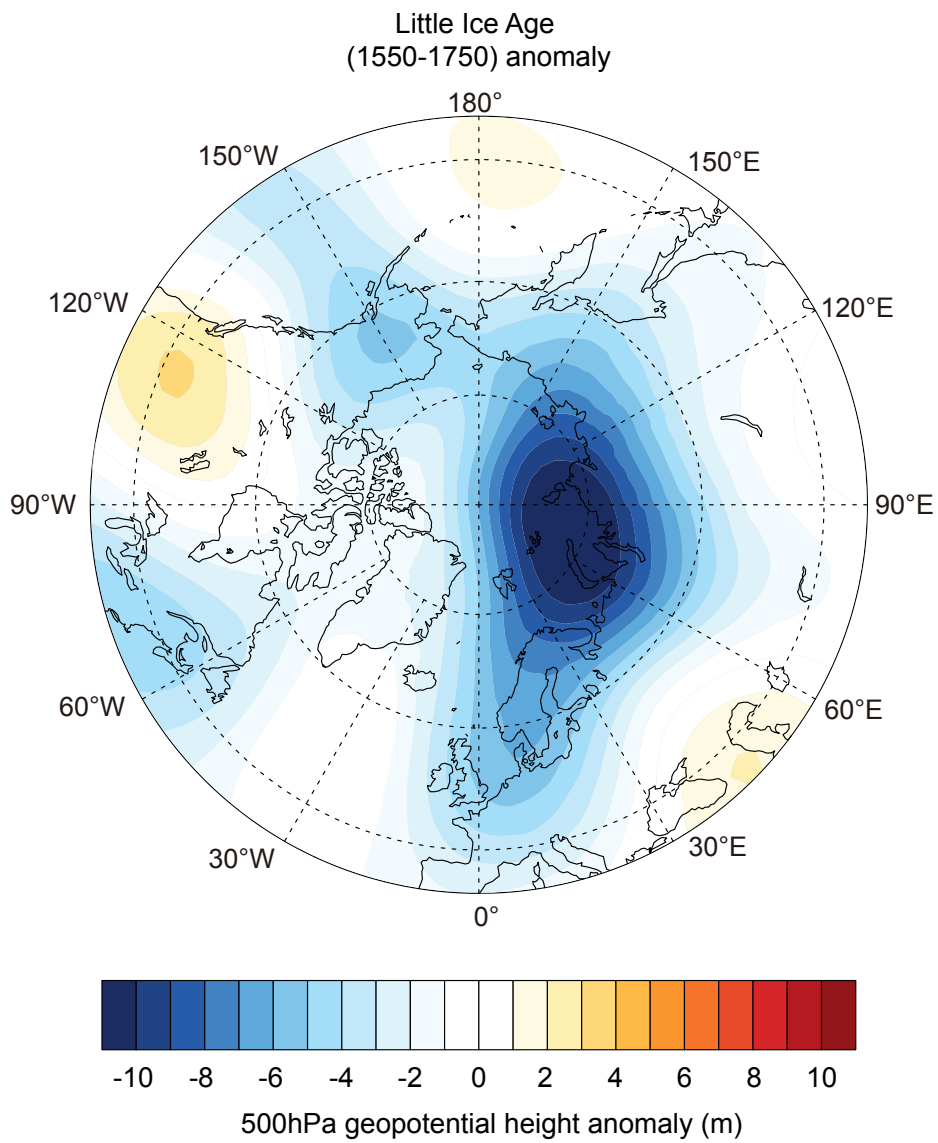 Little Ice Age
(1550-1750) anomaly
180°
150°W
150°E
120°W
120°E
90°W
90°E
60°W
60°E
30°W
30°E
0°
-10 -8 -6 -4 -2 0 2 4 6 8 10
500hPa geopotential height anomaly (m)